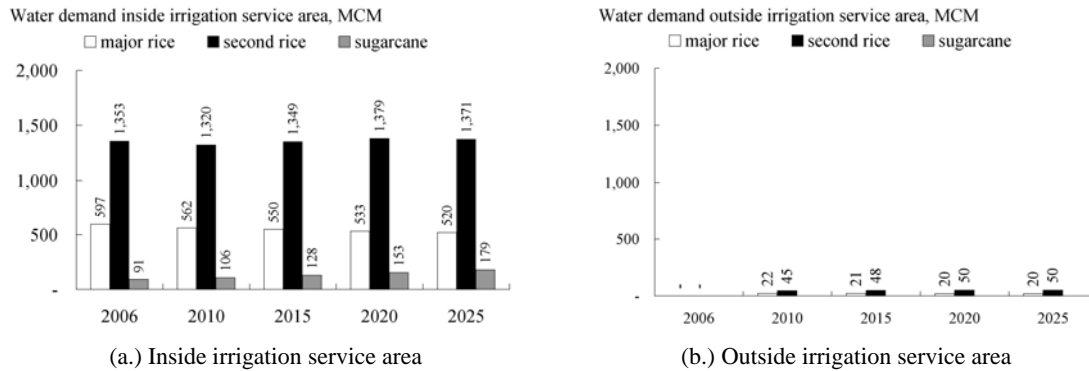 Water demand inside irrigation service area, MCM
major rice second rice sugarcane
2,000
1,500
1,000
500
-
597 1,353 91
562 1,320 106
550 1,349 128
533 1,379 153
520 1,371 179
2006 2010 2015 2020 2025
(a.) Inside irrigation service area
Water demand outside irrigation service area, MCM
major rice second rice sugarcane
2,000
1,500
1,000
500
-
- -
22 45
21 48
20 50
20 50
2006 2010 2015 2020 2025
(b.) Outside irrigation service area